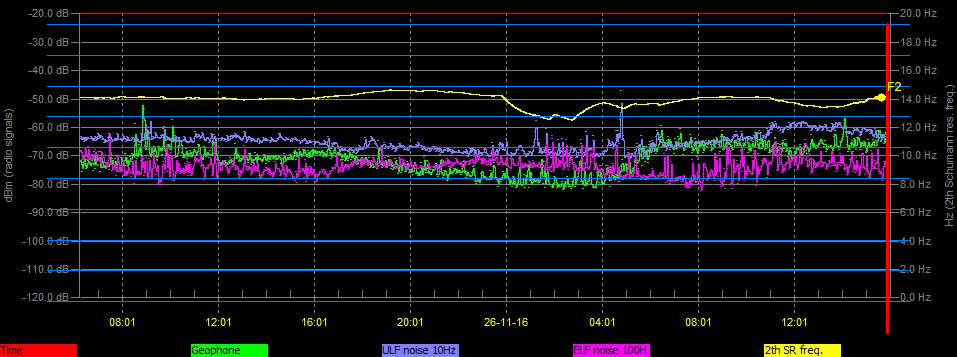 -20.0 dB 20.0 Hz
-30.0 dB 18.0 Hz
-40.0 dB 16.0 Hz
-50.0 dB 14.0 Hz
F2
-60.0 dB 12.0 Hz
-70.0 dB 10.0 Hz
-80.0 dB 8.0 Hz
-90.0 dB 6.0 Hz
-100.0 dB 4.0 Hz
-110.0 dB 2.0 Hz
-120.0 dB 0.0 Hz
dBm (radio signals)
Hz (2th Schumann res. freq.)
08:01 12:01 16:01 20:01 26-11-16 04:01 08:01 12:01
Time Geophone ULF noise 10Hz ELF noise 100H 2th SR freq.